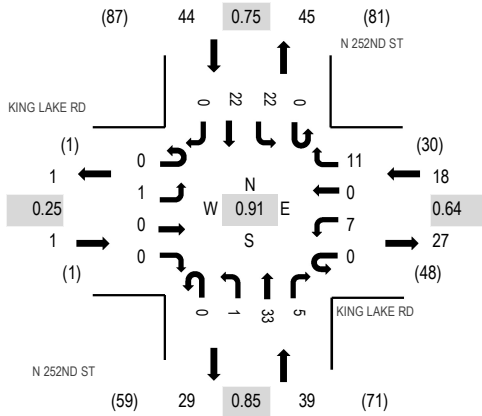 (87) 44 0.75 45 (81)
N 252ND ST
KING LAKE RD
0 22 22 0
(1) 0 11 (30)
1 1 N 0 18
0.25 W 0.91 E 0.64
0 S 7
1 0 0 27
(1) (48)
0 1 33 5
KING LAKE RD
N 252ND ST
(59) 29 0.85 39 (71)